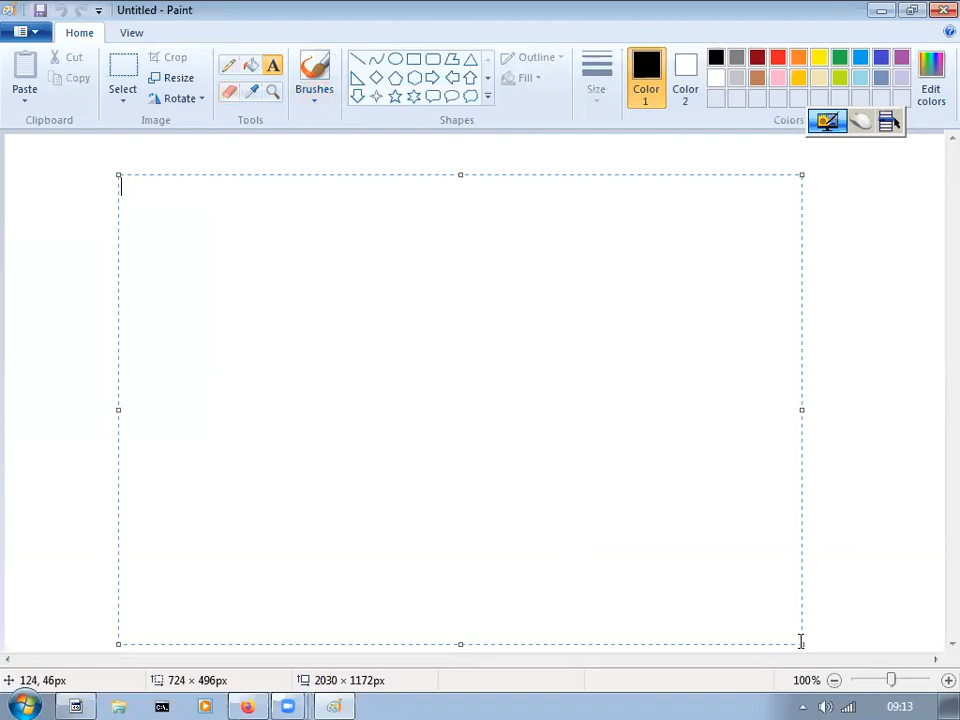 Untitled - Paint
Home
View
Paste
Cut
Copy
Clipboard
Select
Crop
Resize
Rotate
Image
A
Tools
Brushes
Shapes
Outline
Fill
Size
Color
1
Color
2
Colors
Edit
colors
124, 46px
724 × 496px
2030 × 1172px
100%
09:13